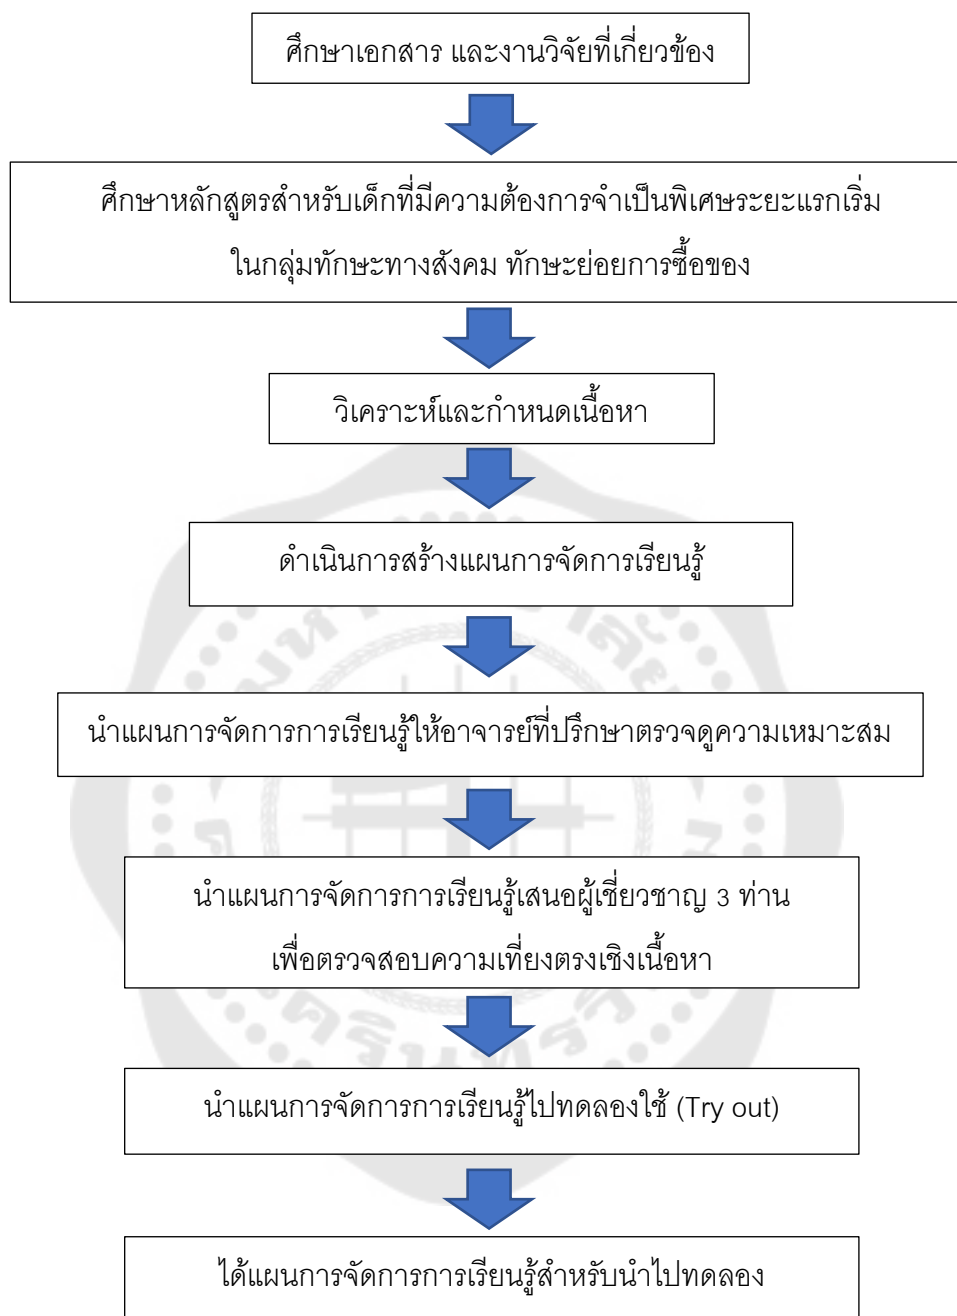 ศึกษาเอกสาร และงานวิจัยที่เกี่ยวข้อง
ศึกษาหลักสูตรสำหรับเด็กที่มีความต้องการจำเป็นพิเศษระยะแรกเริ่ม
ในกลุ่มทักษะทางสังคม ทักษะย่อยการซื้อของ
วิเคราะห์และกำหนดเนื้อหา
ดำเนินการสร้างแผนการจัดการเรียนรู้
นำแผนการจัดการการเรียนรู้ให้อาจารย์ที่ปรึกษาตรวจดูความเหมาะสม
นำแผนการจัดการการเรียนรู้เสนอผู้เชี่ยวชาญ 3 ท่าน
เพื่อตรวจสอบความเที่ยงตรงเชิงเนื้อหา
นำแผนการจัดการการเรียนรู้ไปทดลองใช้ (Try out)
ได้แผนการจัดการการเรียนรู้สำหรับนำไปทดลอง